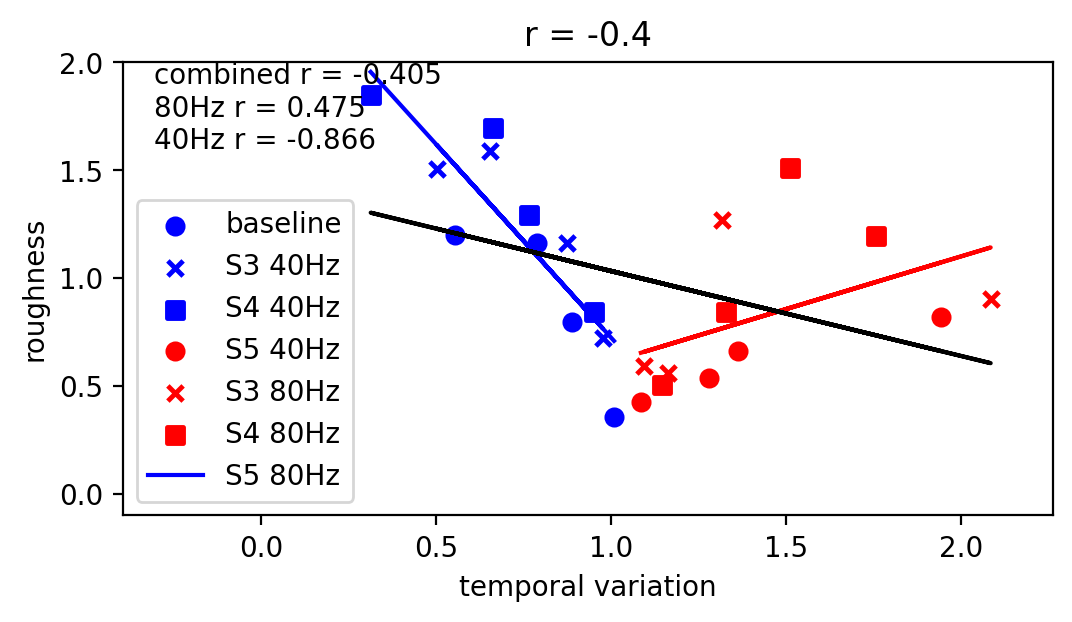 r = -0.4
combined r = -0.405
80Hz r = 0.475
40Hz r = -0.866
baseline
S3 40Hz
S4 40Hz
S5 40Hz
S3 80Hz
S4 80Hz
S5 80Hz
roughness
2.0
1.5
1.0
0.5
0.0
0.0 0.5 1.0 1.5 2.0
temporal variation